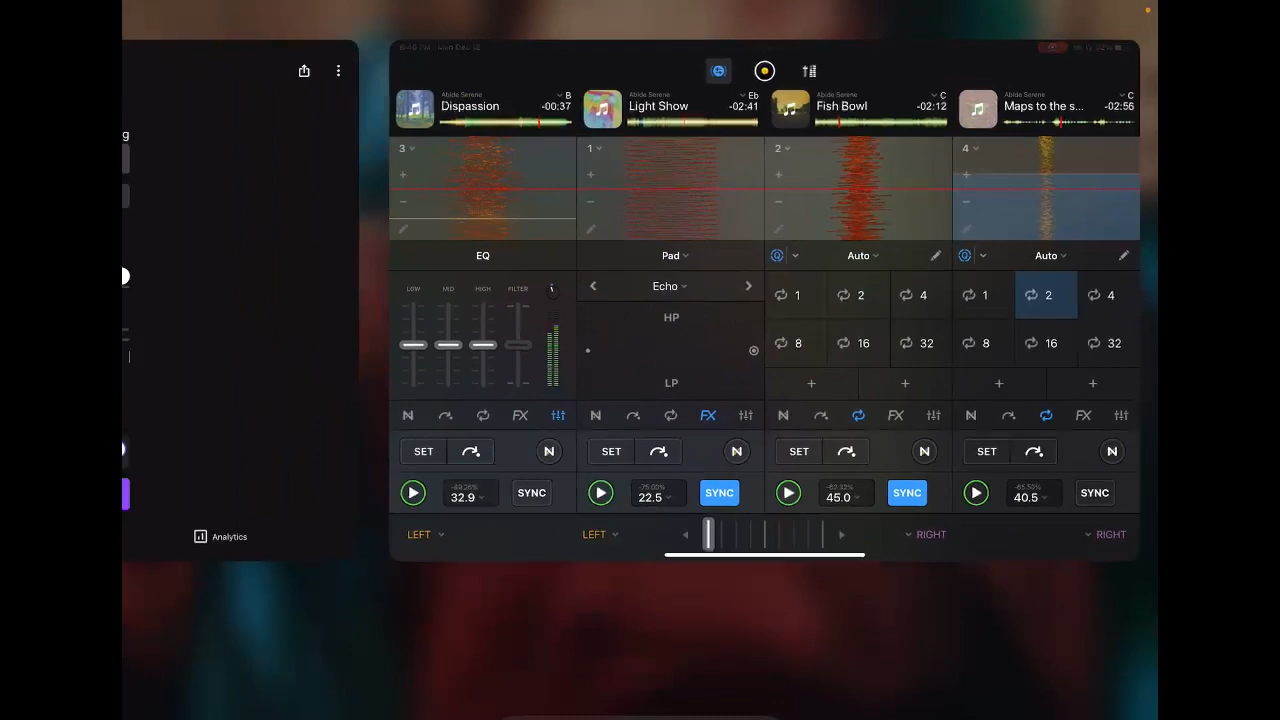 g
Analytics
Abide Serene B
Dispassion -00:37
Abide Serene Eb
Light Show -02:41
Abide Serene C
Fish Bowl -02:12
Abide Serene C
Maps to the s... -02:56
3
1
2
4
EQ
Pad
Auto
Auto
LOW MID HIGH FILTER
Echo
HP
LP
1 2 4
8 16 32
+ +
1 2 4
8 16 32
+ +
FX
FX
FX
FX
SET
SET
SET
SET
32.9 SYNC
-75.00%
22.5 SYNC
45.0 SYNC
-65.50%
40.5 SYNC
LEFT
LEFT
RIGHT
RIGHT